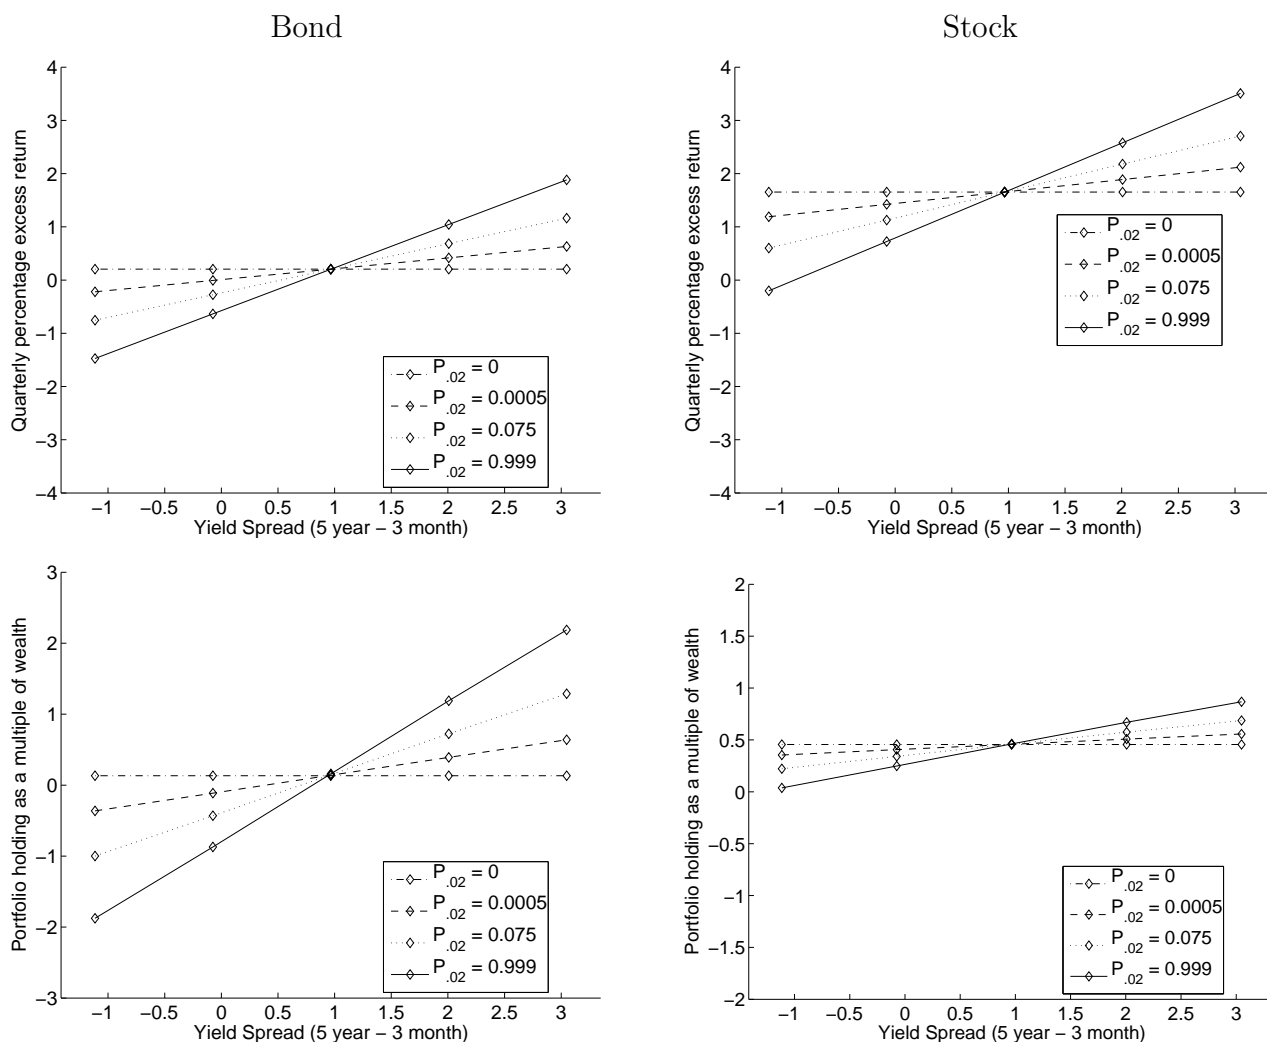 Bond
Stock
4
3
2
1
0
−1
−2
−3
−4
Quarterly percentage excess return
P.02 = 0
P.02 = 0.0005
P.02 = 0.075
P.02 = 0.999
−1 −0.5 0 0.5 1 1.5 2 2.5 3
Yield Spread (5 year − 3 month)
4
3
2
1
0
−1
−2
−3
−4
Quarterly percentage excess return
P.02 = 0
P.02 = 0.0005
P.02 = 0.075
P.02 = 0.999
−1 −0.5 0 0.5 1 1.5 2 2.5 3
Yield Spread (5 year − 3 month)
3
2
1
0
−1
−2
−3
Portfolio holding as a multiple of wealth
P.02 = 0
P.02 = 0.0005
P.02 = 0.075
P.02 = 0.999
−1 −0.5 0 0.5 1 1.5 2 2.5 3
Yield Spread (5 year − 3 month)
2
1.5
1
0.5
0
−0.5
−1
−1.5
−2
Portfolio holding as a multiple of wealth
P.02 = 0
P.02 = 0.0005
P.02 = 0.075
P.02 = 0.999
−1 −0.5 0 0.5 1 1.5 2 2.5 3
Yield Spread (5 year − 3 month)